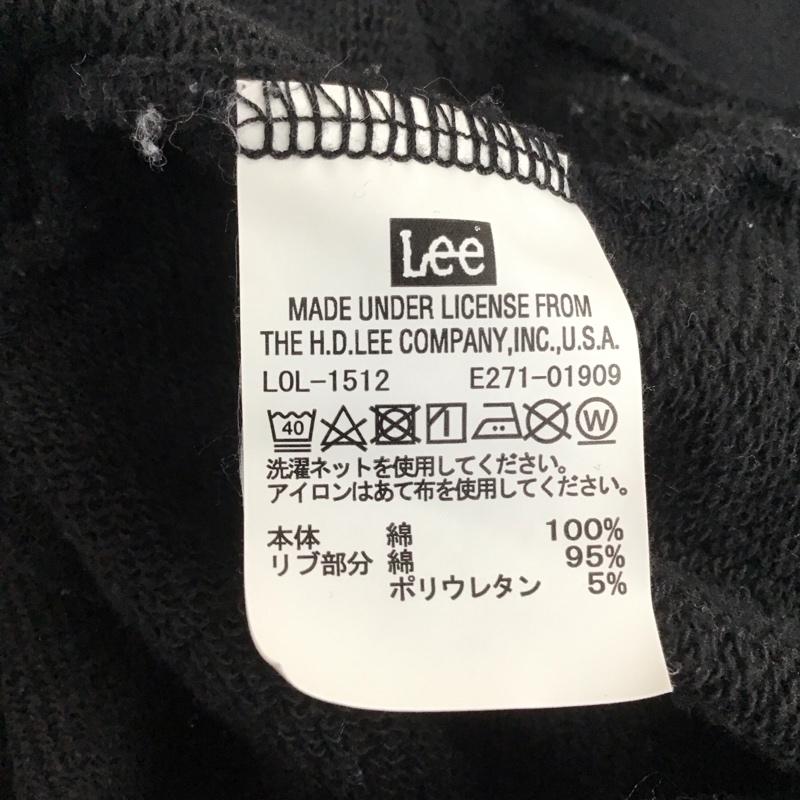 Lee
MADE UNDER LICENSE FROM
THE H.D.LEE COMPANY,INC.,U.S.A.
LOL-1512 E271-01909
40 W
洗濯ネットを使用してください。
アイロンはあて布を使用してください。
本体 綿 100%
リブ部分 綿 95%
ポリウレタン 5%